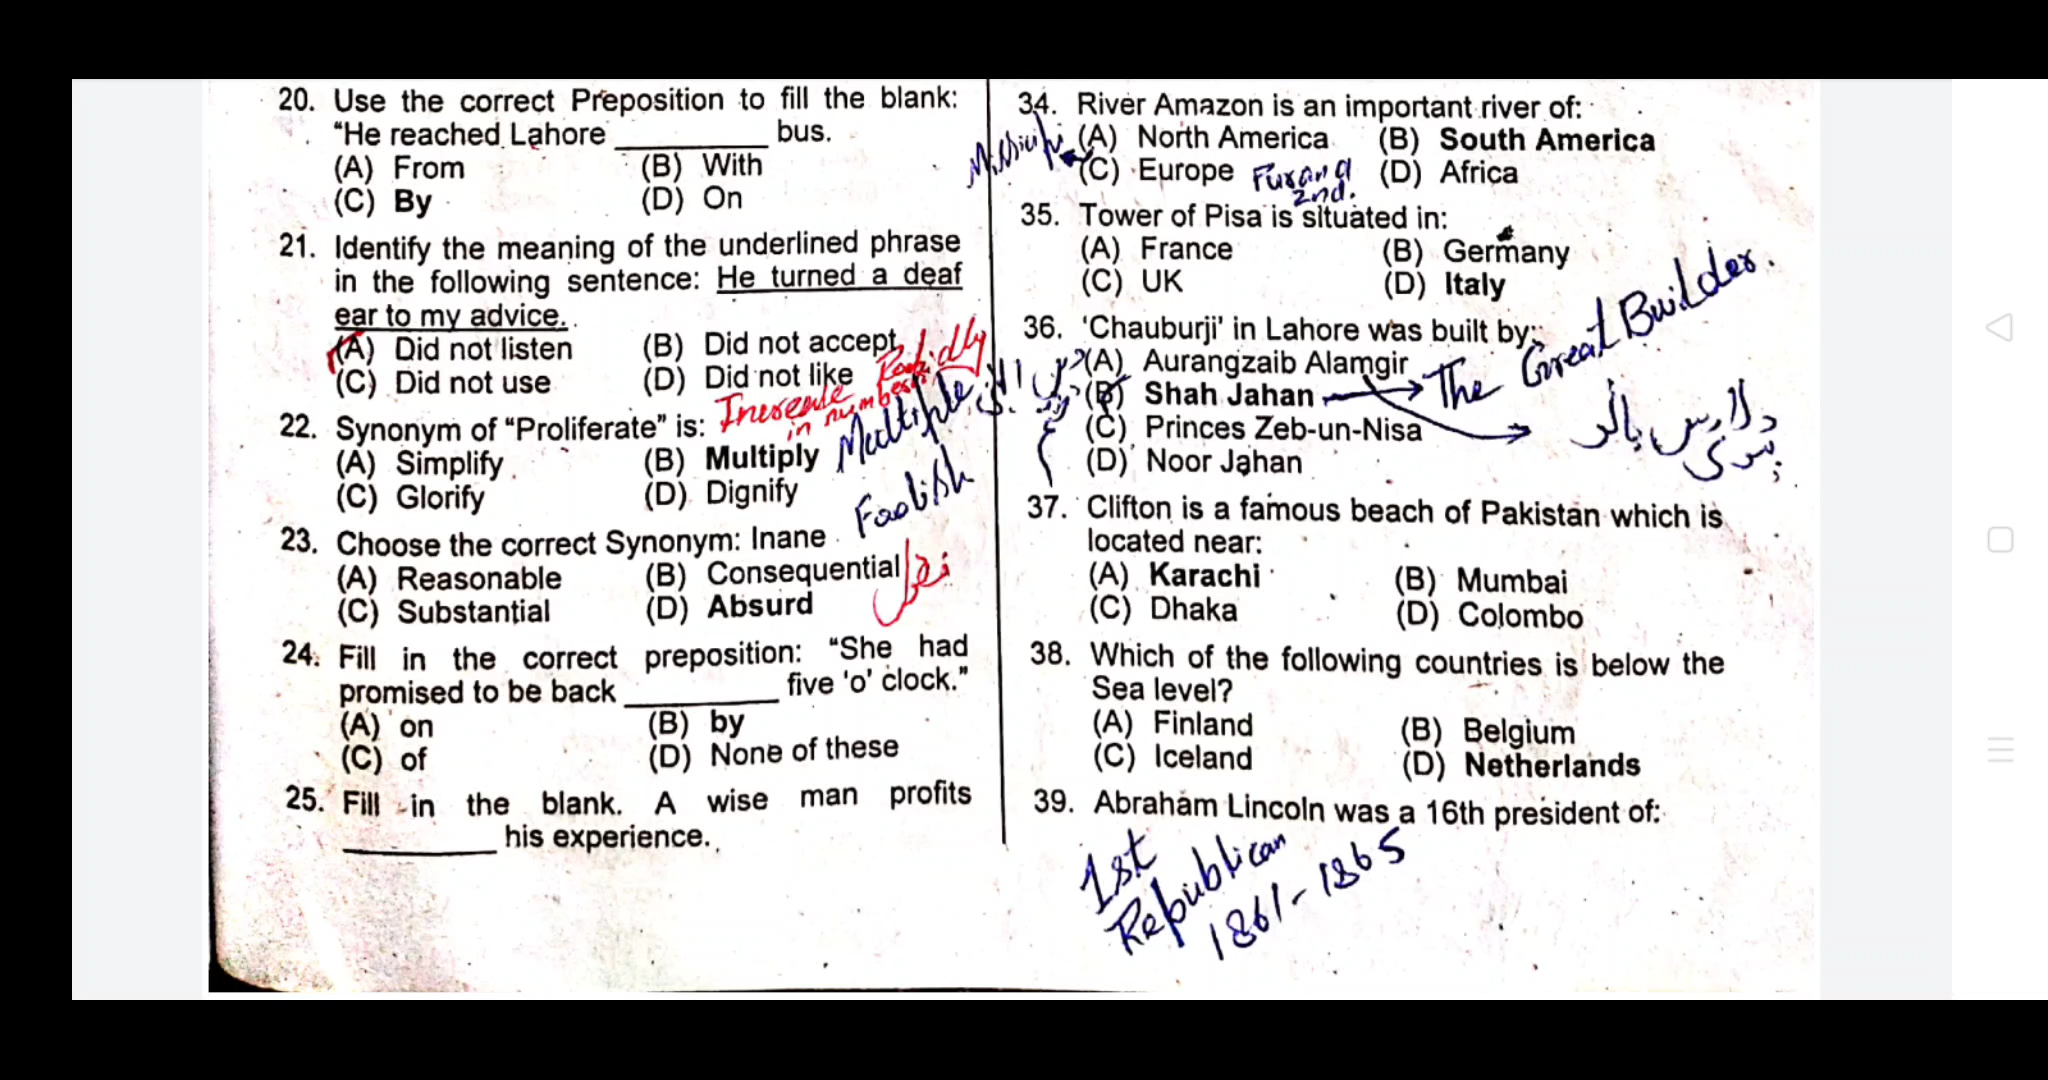 20. Use the correct Preposition to fill the blank:
"He reached Lahore ________ bus.
(A) From (B) With
(C) By (D) On
21. Identify the meaning of the underlined phrase
in the following sentence: He turned a deaf
ear to my advice.
(A) Did not listen (B) Did not accept
(C) Did not use (D) Did not like
Rapidly
in numbers
22. Synonym of "Proliferate" is:
(A) Simplify (B) Multiply
Multiple
(C) Glorify (D) Dignify
Foolish
23. Choose the correct Synonym: Inane
(A) Reasonable (B) Consequential
(C) Substantial (D) Absurd
24. Fill in the correct preposition: "She had
promised to be back ________ five 'o' clock."
(A) on (B) by
(C) of (D) None of these
25. Fill in the blank. A wise man profits
________ his experience.
34. River Amazon is an important river of:
(A) North America (B) South America
(C) Europe (D) Africa
2nd.
35. Tower of Pisa is situated in:
(A) France (B) Germany
(C) UK (D) Italy
36. 'Chauburji' in Lahore was built by:
(A) Aurangzaib Alamgir
(B) Shah Jahan
The Great Builder.
(C) Princes Zeb-un-Nisa
(D) Noor Jahan
37. Clifton is a famous beach of Pakistan which is
located near:
(A) Karachi (B) Mumbai
(C) Dhaka (D) Colombo
38. Which of the following countries is below the
Sea level?
(A) Finland (B) Belgium
(C) Iceland (D) Netherlands
39. Abraham Lincoln was a 16th president of:
1st
Republican
1861-1865